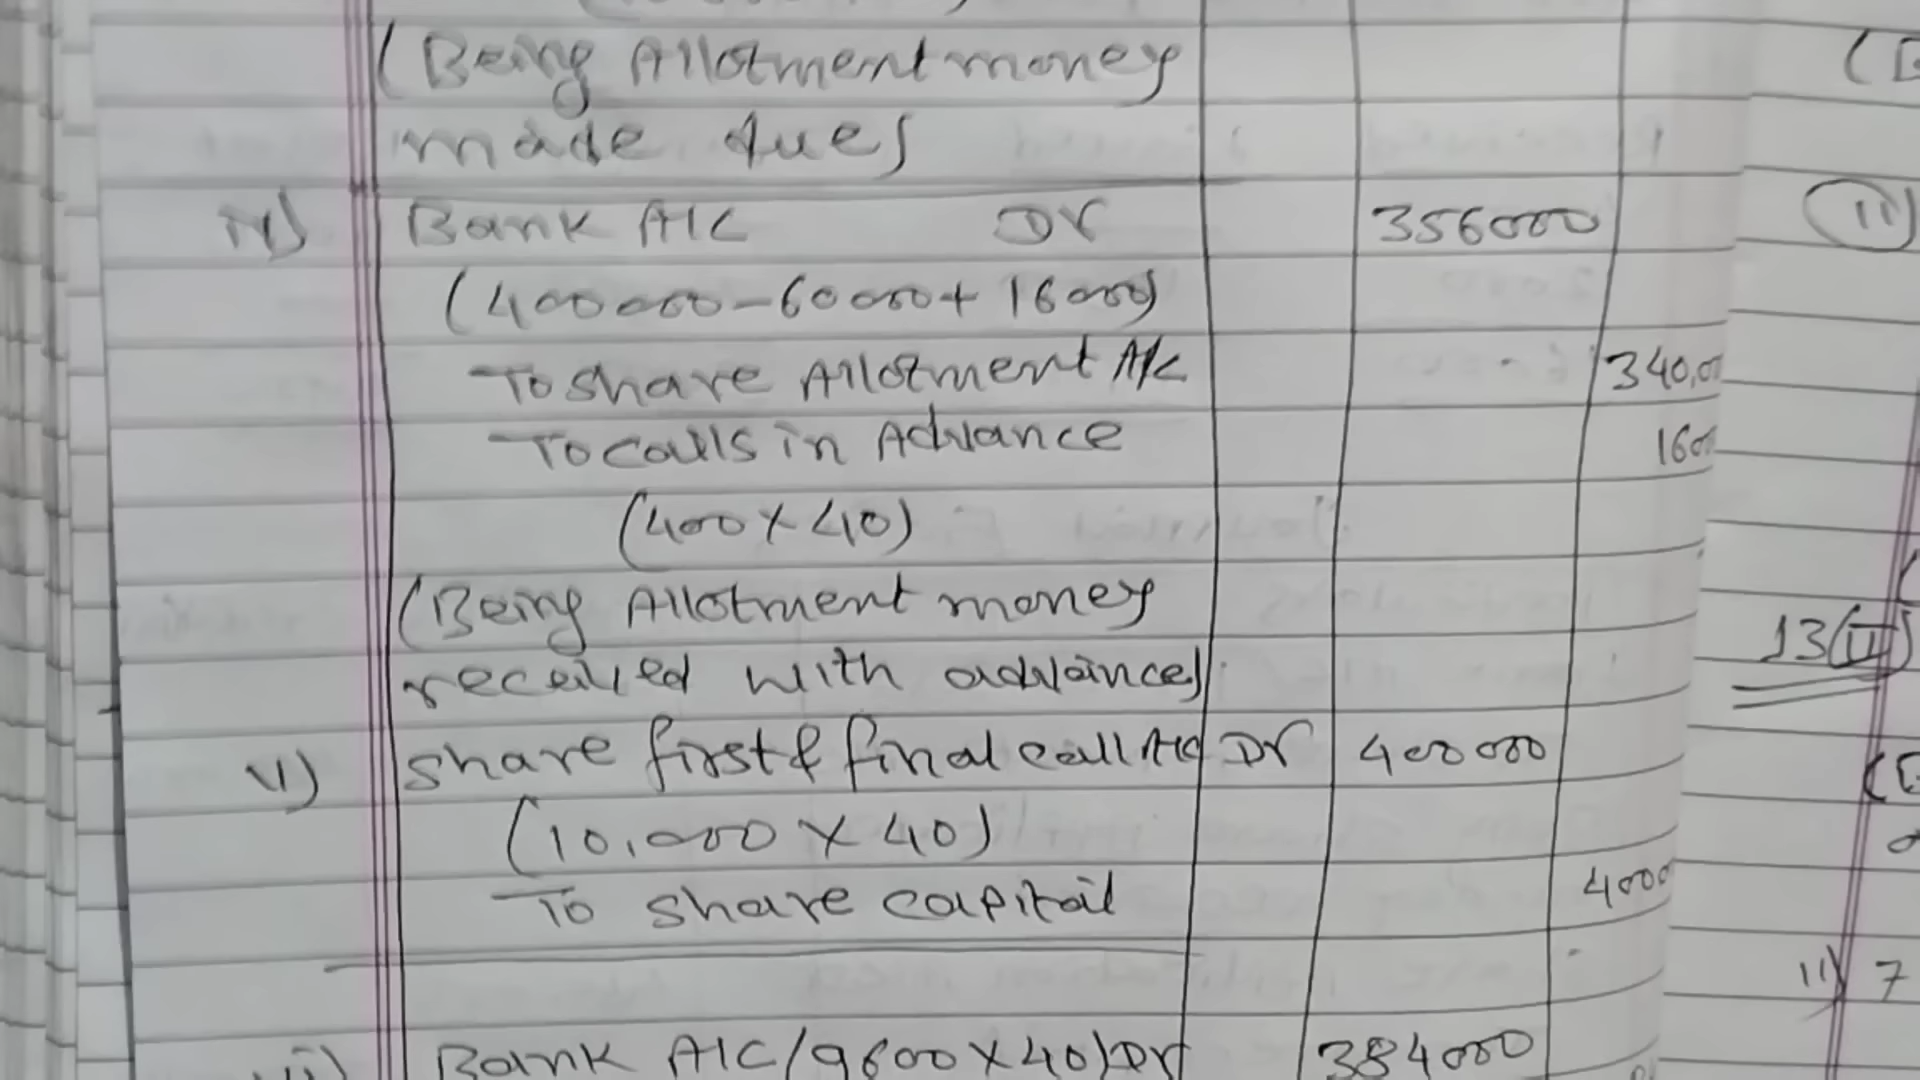 (Being Allotment money
made dues)
iv) Bank A/C Dr 356000
(400000-60000+16000)
To share Allotment A/c 340,0
To calls in Advance 160
(400 x 40)
(Being Allotment money
received with advances)
v) share first & final call A/c Dr 400000
(10,000 x 40)
To share capital 4000
Bank A/C (9600 x 40) Dr 384000
(B
ii)
13(II)
(B
ii) 7